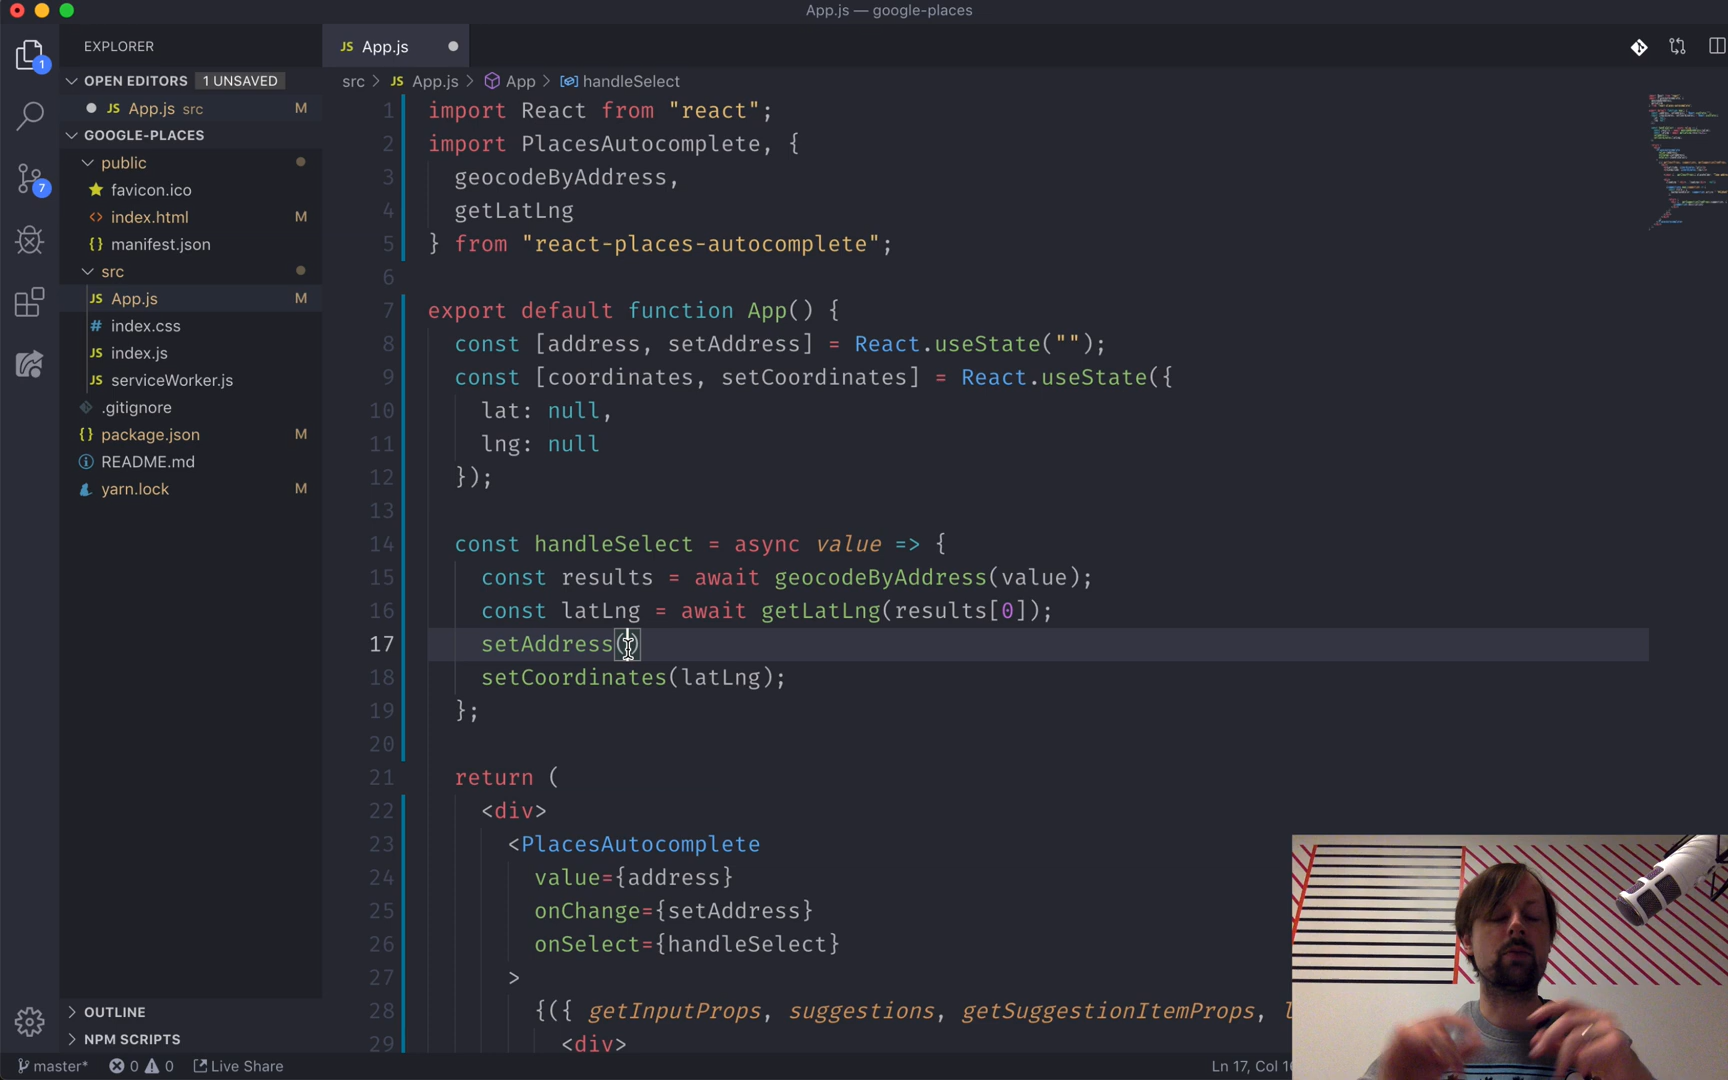 App.js — google-places
EXPLORER
JS App.js
OPEN EDITORS 1 UNSAVED
src > JS App.js > App > handleSelect
JS App.js src M
GOOGLE-PLACES
public
favicon.ico
<> index.html M
{} manifest.json
src
JS App.js M
# index.css
JS index.js
JS serviceWorker.js
.gitignore
{} package.json M
README.md
yarn.lock M
OUTLINE
NPM SCRIPTS
1
7
1 import React from "react";
2 import PlacesAutocomplete, {
3 geocodeByAddress,
4 getLatLng
5 } from "react-places-autocomplete";
6
7 export default function App() {
8 const [address, setAddress] = React.useState("");
9 const [coordinates, setCoordinates] = React.useState({
10 lat: null,
11 lng: null
12 });
13
14 const handleSelect = async value => {
15 const results = await geocodeByAddress(value);
16 const latLng = await getLatLng(results[0]);
17 setAddress()
18 setCoordinates(latLng);
19 };
20
21 return (
22 <div>
23 <PlacesAutocomplete
24 value={address}
25 onChange={setAddress}
26 onSelect={handleSelect}
27 >
28 {({ getInputProps, suggestions, getSuggestionItemProps,
29 <div>
master* 0 0 Live Share Ln 17, Col